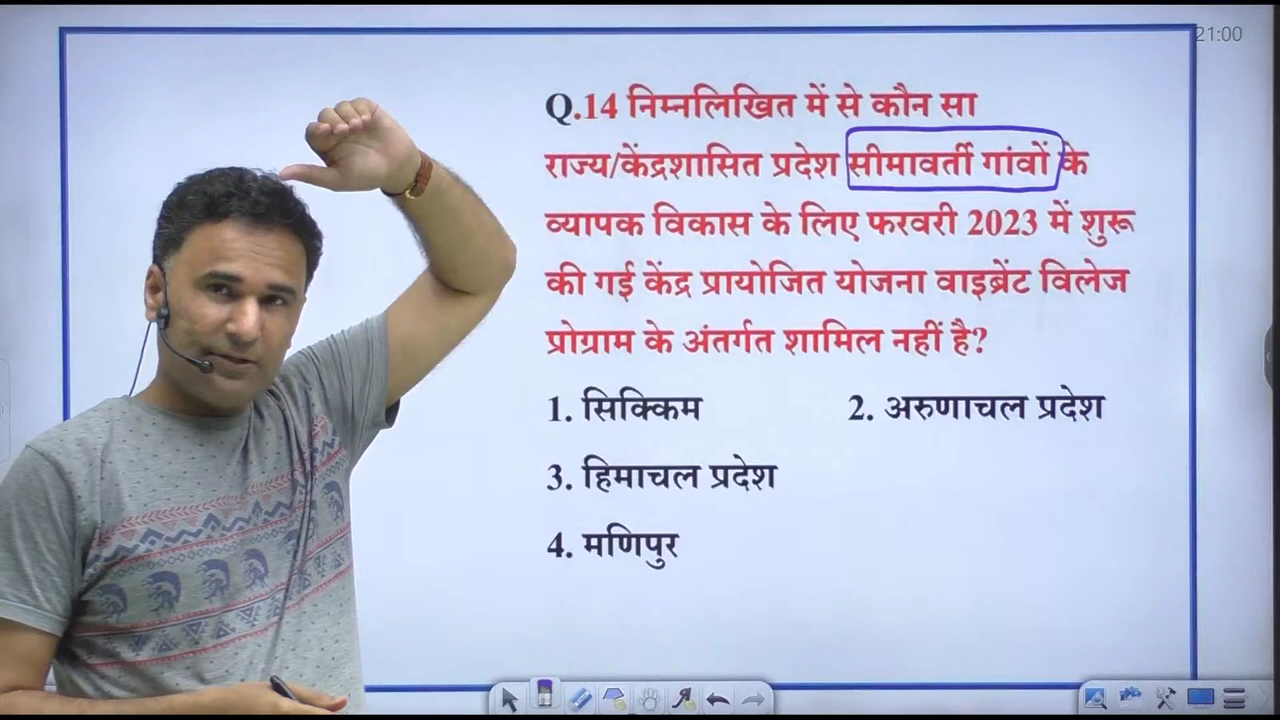 21:00
Q.14 निम्नलिखित में से कौन सा
राज्य/केंद्रशासित प्रदेश सीमावर्ती गांवों के
व्यापक विकास के लिए फरवरी 2023 में शुरू
की गई केंद्र प्रायोजित योजना वाइब्रेंट विलेज
प्रोग्राम के अंतर्गत शामिल नहीं है?
1. सिक्किम 2. अरुणाचल प्रदेश
3. हिमाचल प्रदेश
4. मणिपुर